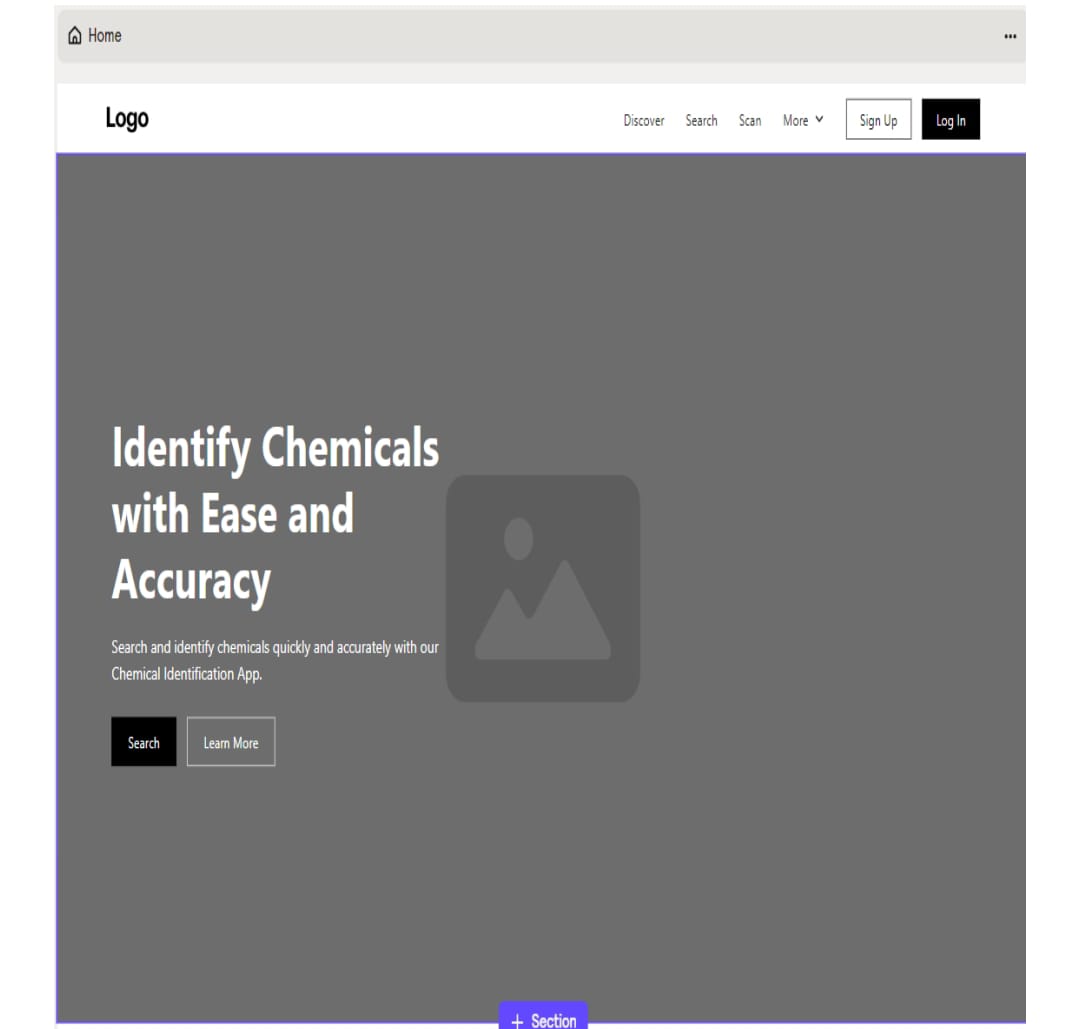 Home
Logo
Discover Search Scan More Sign Up Log In
Identify Chemicals
with Ease and
Accuracy
Search and identify chemicals quickly and accurately with our
Chemical Identification App.
Search Learn More
+ Section